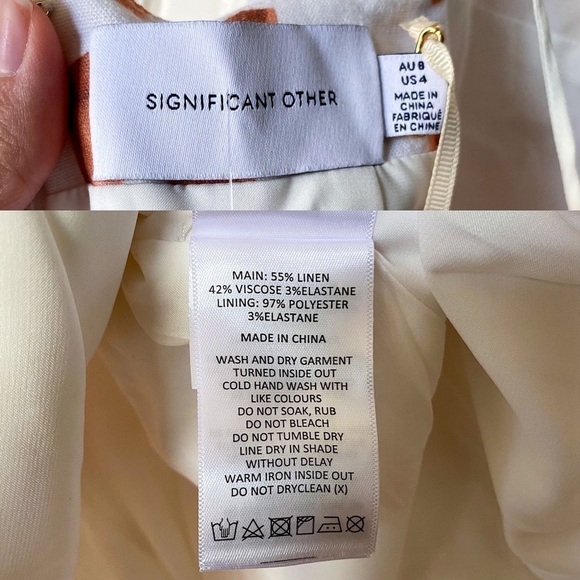 SIGNIFICANT OTHER
AU 8
US 4
MADE IN
CHINA
FABRIQUÉ
EN CHINE
MAIN: 55% LINEN
42% VISCOSE 3%ELASTANE
LINING: 97% POLYESTER
3%ELASTANE
MADE IN CHINA
WASH AND DRY GARMENT
TURNED INSIDE OUT
COLD HAND WASH WITH
LIKE COLOURS
DO NOT SOAK, RUB
DO NOT BLEACH
DO NOT TUMBLE DRY
LINE DRY IN SHADE
WITHOUT DELAY
WARM IRON INSIDE OUT
DO NOT DRYCLEAN (X)